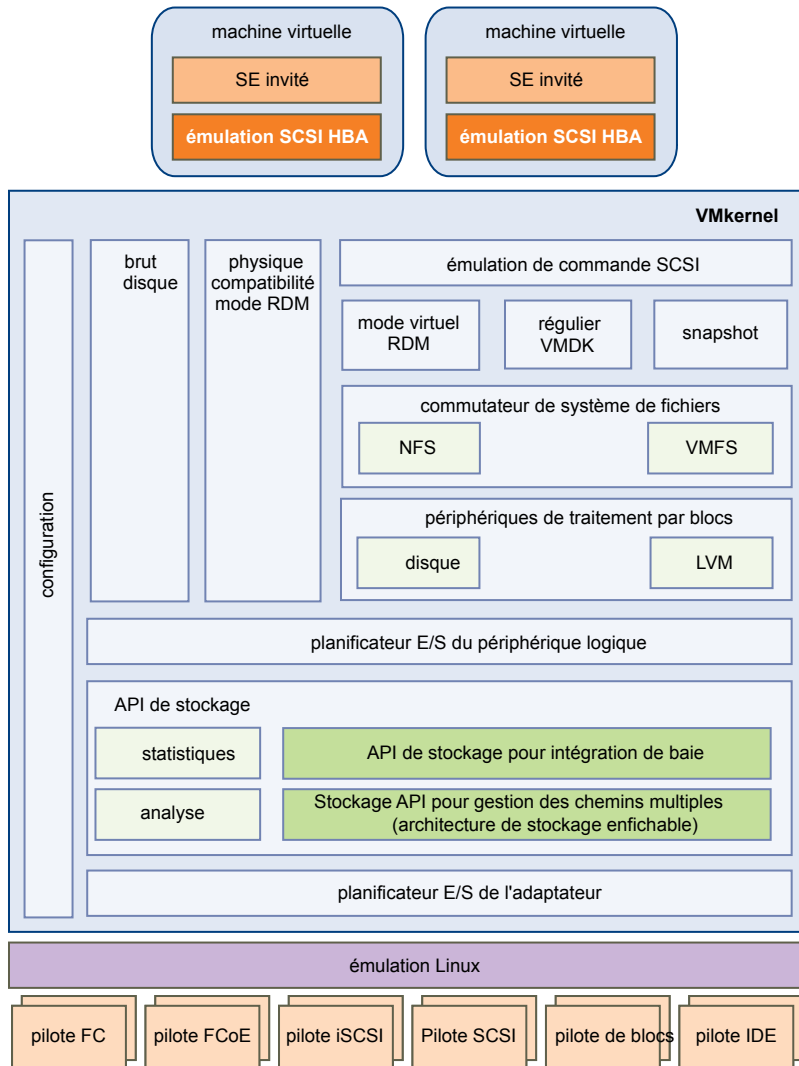 machine virtuelle
SE invité
émulation SCSI HBA
machine virtuelle
SE invité
émulation SCSI HBA
VMkernel
configuration
brut
disque
physique
compatibilité
mode RDM
émulation de commande SCSI
mode virtuel
RDM
régulier
VMDK
snapshot
commutateur de système de fichiers
NFS
VMFS
périphériques de traitement par blocs
disque
LVM
planificateur E/S du périphérique logique
API de stockage
statistiques
API de stockage pour intégration de baie
analyse
Stockage API pour gestion des chemins multiples
(architecture de stockage enfichable)
planificateur E/S de l'adaptateur
émulation Linux
pilote FC
pilote FCoE
pilote iSCSI
Pilote SCSI
pilote de blocs
pilote IDE